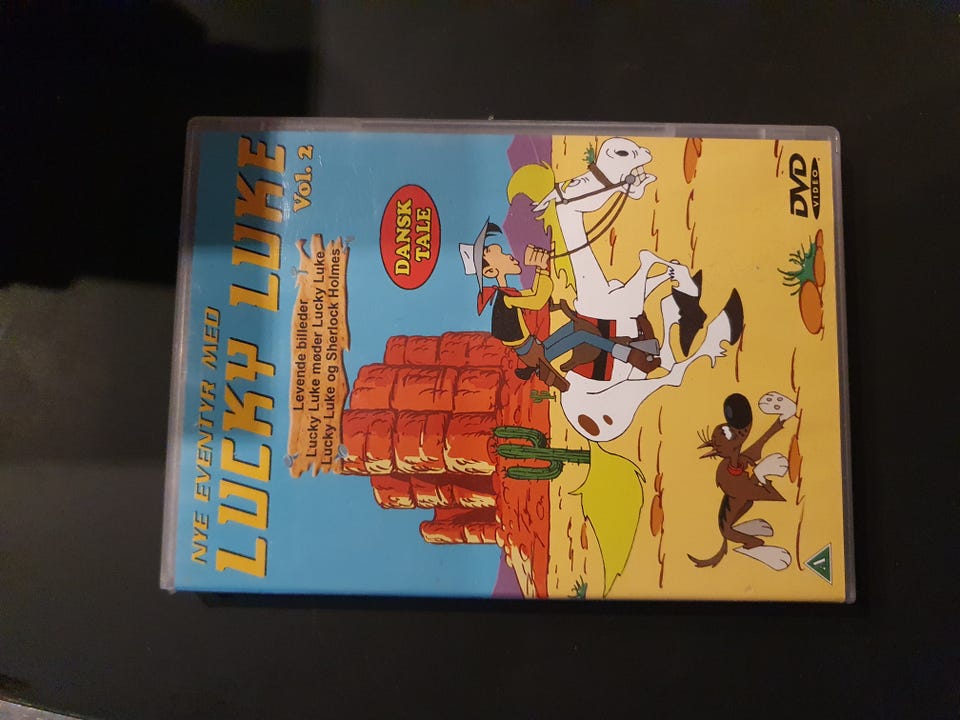 NYE EVENTYR MED
LUCKY LUKE
Vol. 2
Levende billeder
Lucky Luke møder Lucky Luke
Lucky Luke og Sherlock Holmes
DANSK
TALE
DVD
VIDEO
A